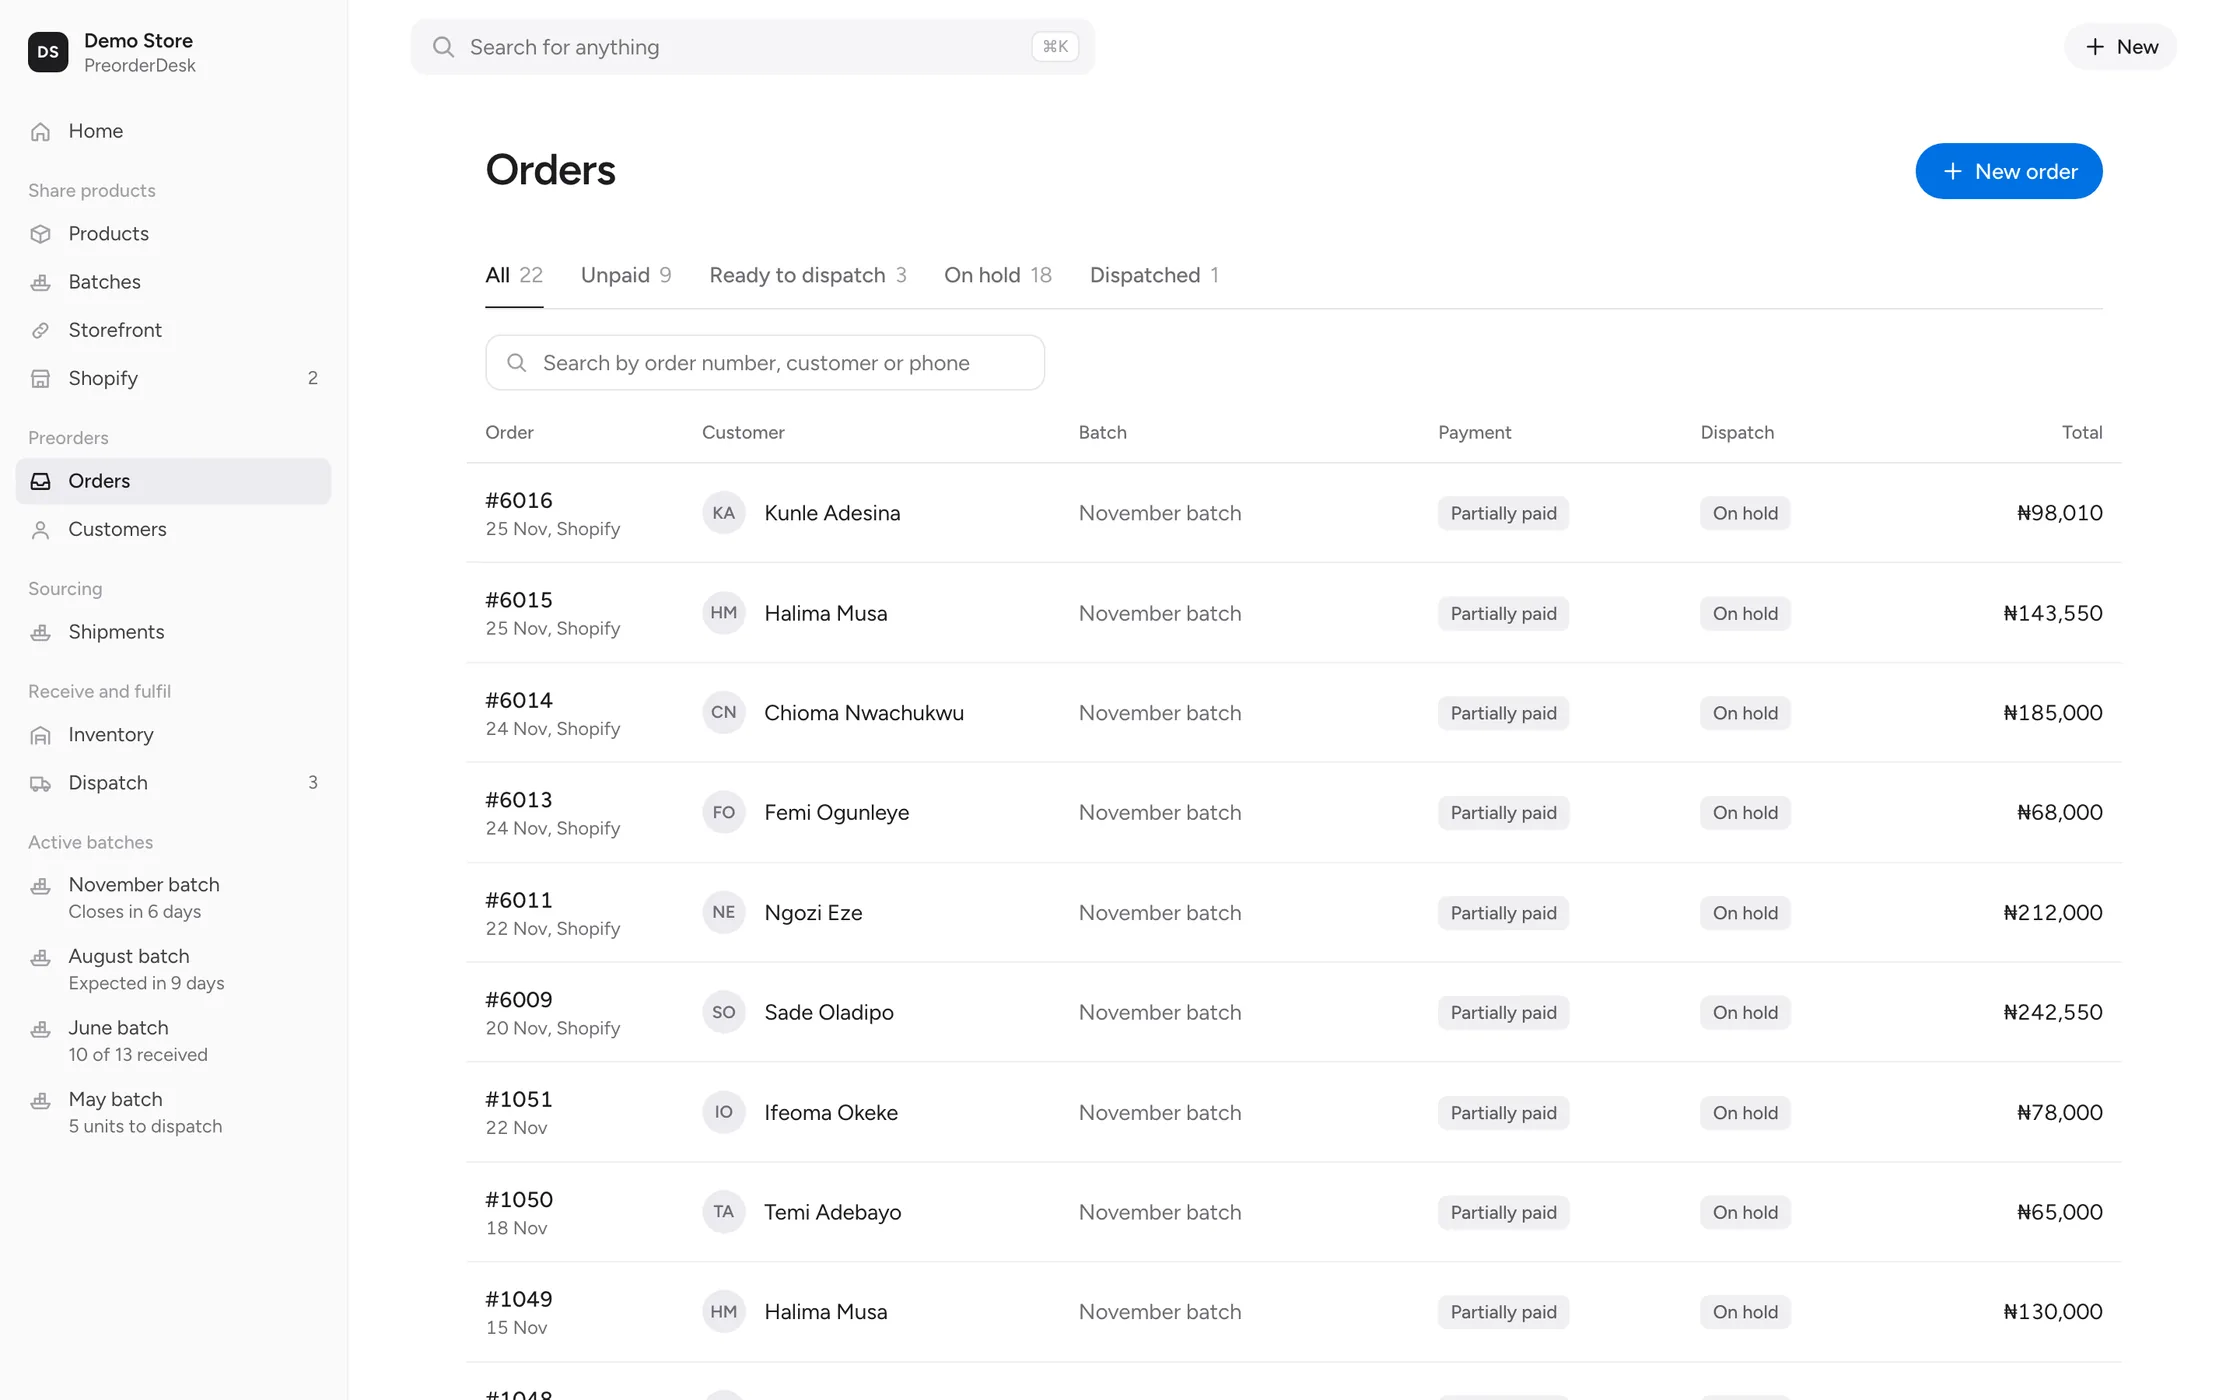 DS
Demo Store
PreorderDesk
Home
Share products
Products
Batches
Storefront
Shopify 2
Preorders
Orders
Customers
Sourcing
Shipments
Receive and fulfil
Inventory
Dispatch 3
Active batches
November batch
Closes in 6 days
August batch
Expected in 9 days
June batch
10 of 13 received
May batch
5 units to dispatch
Search for anything ⌘K
+ New
Orders
+ New order
All 22 Unpaid 9 Ready to dispatch 3 On hold 18 Dispatched 1
Search by order number, customer or phone
Order Customer Batch Payment Dispatch Total
#6016
25 Nov, Shopify
KA Kunle Adesina November batch Partially paid On hold ₦98,010
#6015
25 Nov, Shopify
HM Halima Musa November batch Partially paid On hold ₦143,550
#6014
24 Nov, Shopify
CN Chioma Nwachukwu November batch Partially paid On hold ₦185,000
#6013
24 Nov, Shopify
FO Femi Ogunleye November batch Partially paid On hold ₦68,000
#6011
22 Nov, Shopify
NE Ngozi Eze November batch Partially paid On hold ₦212,000
#6009
20 Nov, Shopify
SO Sade Oladipo November batch Partially paid On hold ₦242,550
#1051
22 Nov
IO Ifeoma Okeke November batch Partially paid On hold ₦78,000
#1050
18 Nov
TA Temi Adebayo November batch Partially paid On hold ₦65,000
#1049
15 Nov
HM Halima Musa November batch Partially paid On hold ₦130,000
#1048